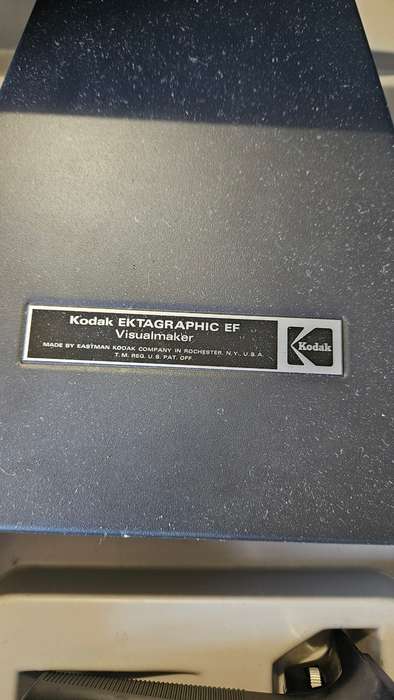 Kodak EKTAGRAPHIC EF
Visualmaker
MADE BY EASTMAN KODAK COMPANY IN ROCHESTER, N.Y., U.S.A.
T. M. REG. U. S. PAT. OFF.
Kodak